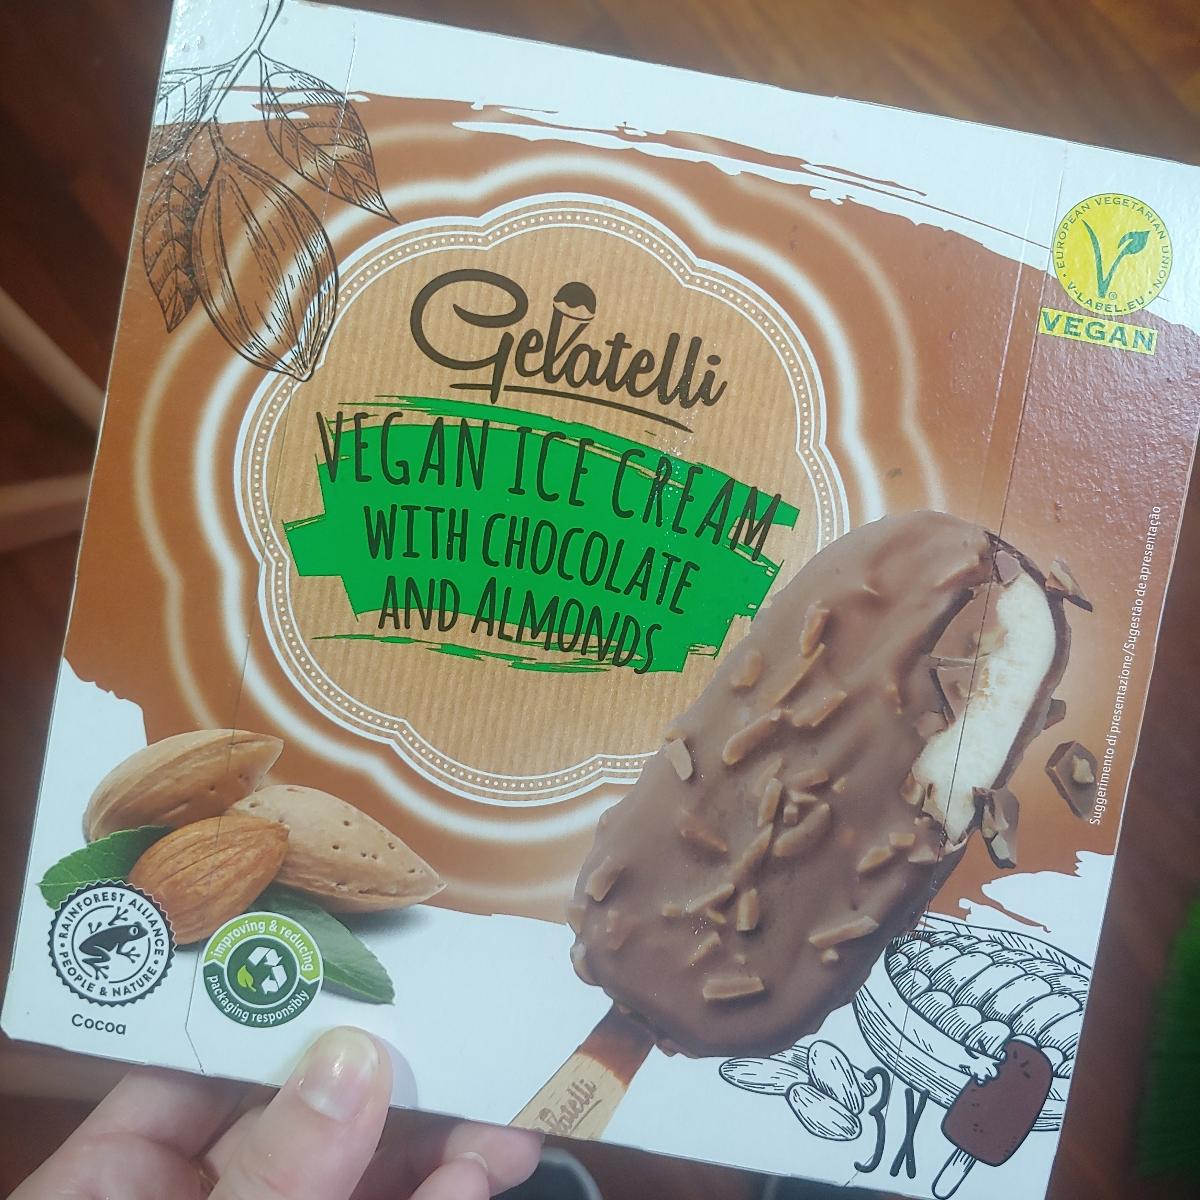 EUROPEAN VEGETARIAN UNION
V-LABEL.EU
VEGAN
Gelatelli
VEGAN ICE CREAM
WITH CHOCOLATE
AND ALMONDS
Suggerimento di presentazione/Sugestão de apresentação
RAINFOREST ALLIANCE
PEOPLE & NATURE
Cocoa
improving & reducing
packaging responsibly
3X